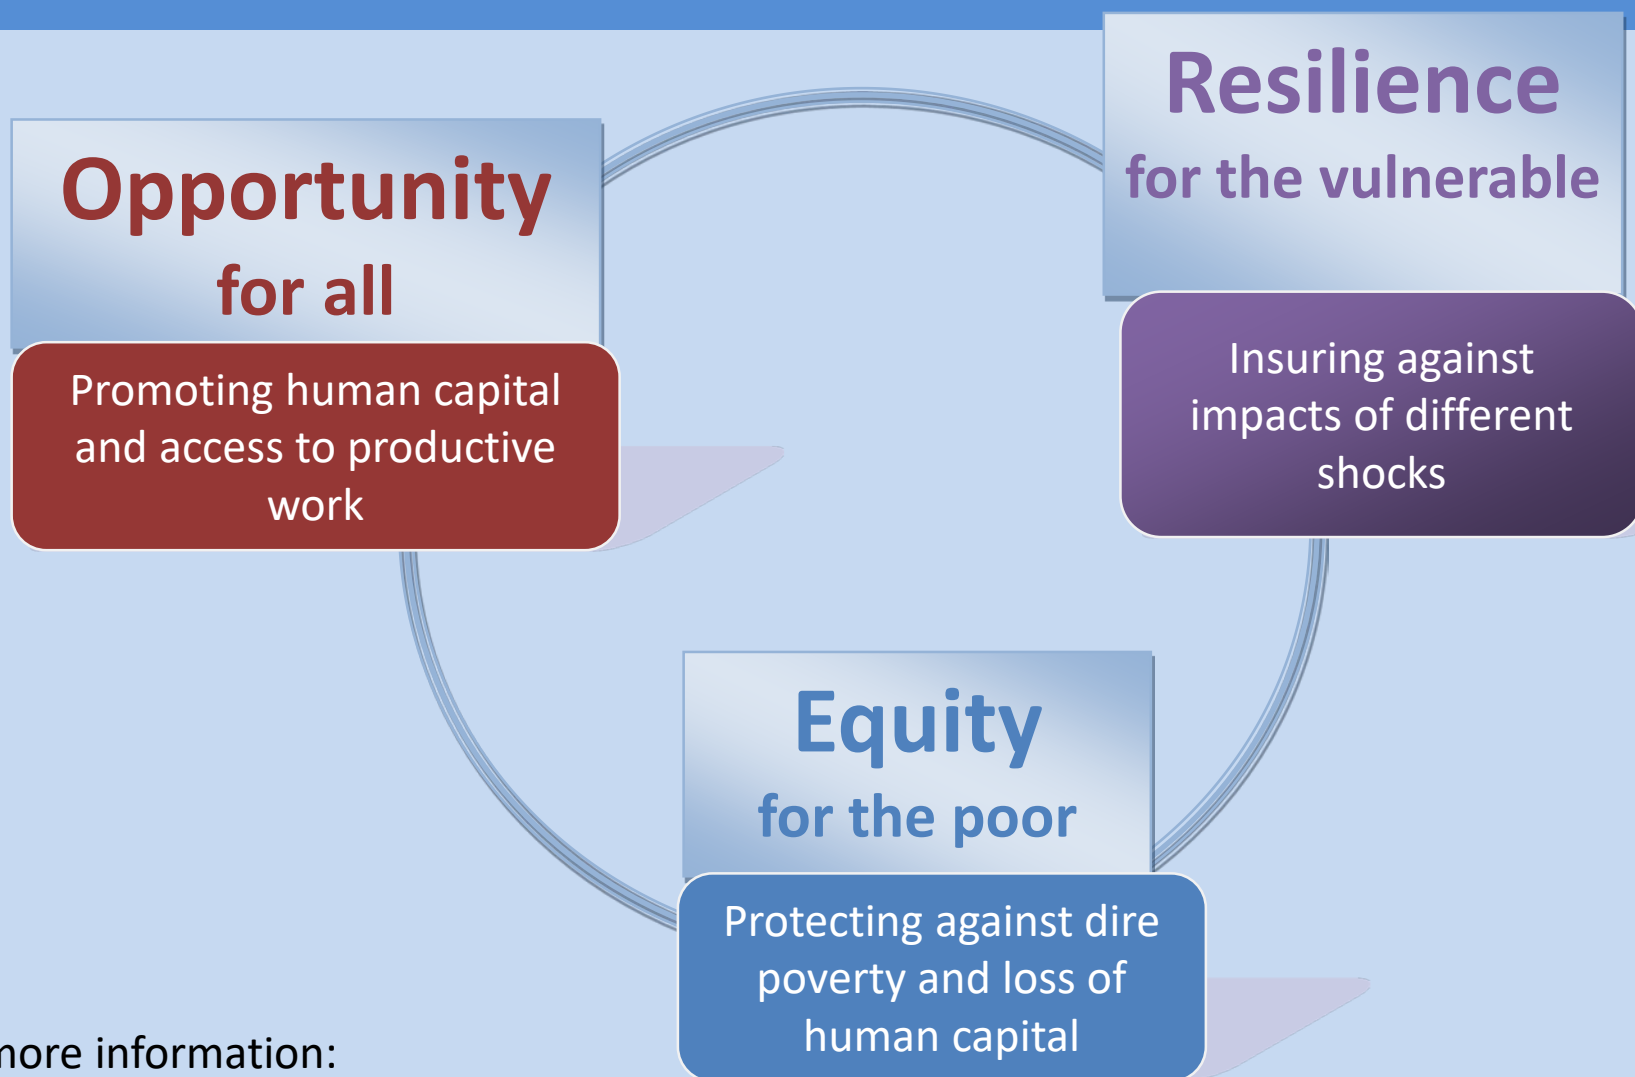 Opportunity
for all
Promoting human capital
and access to productive
work
Resilience
for the vulnerable
Insuring against
impacts of different
shocks
Equity
for the poor
Protecting against dire
poverty and loss of
human capital
more information: